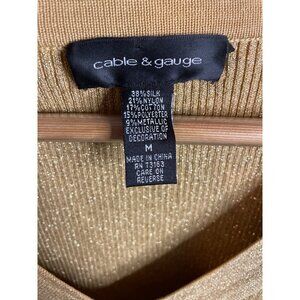 cable & gauge
38%SILK
21%NYLON
17%COTTON
15%POLYESTER
9%METALLIC
EXCLUSIVE OF
DECORATION
M
MADE IN CHINA
RN 73163
CARE ON
REVERSE